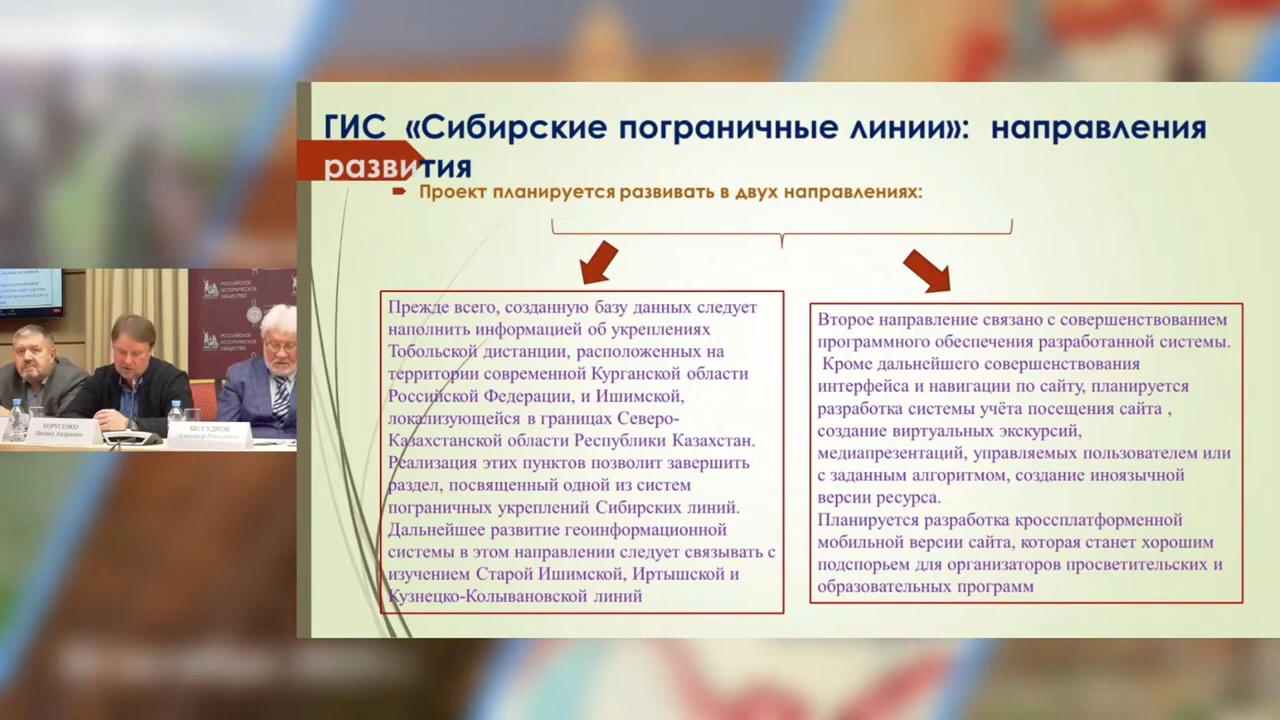 ГИС «Сибирские пограничные линии»: направления
развития
Проект планируется развивать в двух направлениях:
Прежде всего, созданную базу данных следует
наполнить информацией об укреплениях
Тобольской дистанции, расположенных на
территории современной Курганской области
Российской Федерации, и Ишимской,
локализующейся в границах Северо-
Казахстанской области Республики Казахстан.
Реализация этих пунктов позволит завершить
раздел, посвященный одной из систем
пограничных укреплений Сибирских линий.
Дальнейшее развитие геоинформационной
системы в этом направлении следует связывать с
изучением Старой Ишимской, Иртышской и
Кузнецко-Колывановской линий
Второе направление связано с совершенствованием
программного обеспечения разработанной системы.
Кроме дальнейшего совершенствования
интерфейса и навигации по сайту, планируется
разработка системы учёта посещения сайта ,
создание виртуальных экскурсий,
медиапрезентаций, управляемых пользователем или
с заданным алгоритмом, создание иноязычной
версии ресурса.
Планируется разработка кроссплатформенной
мобильной версии сайта, которая станет хорошим
подспорьем для организаторов просветительских и
образовательных программ
РОССИЙСКОЕ
ИСТОРИЧЕСКОЕ
ОБЩЕСТВО
РОССИЙСКОЕ
ИСТОРИЧЕСКОЕ
ОБЩЕСТВО
КОРУСЕНКО
Михаил Андреевич
БЕССУДНОВ
Александр